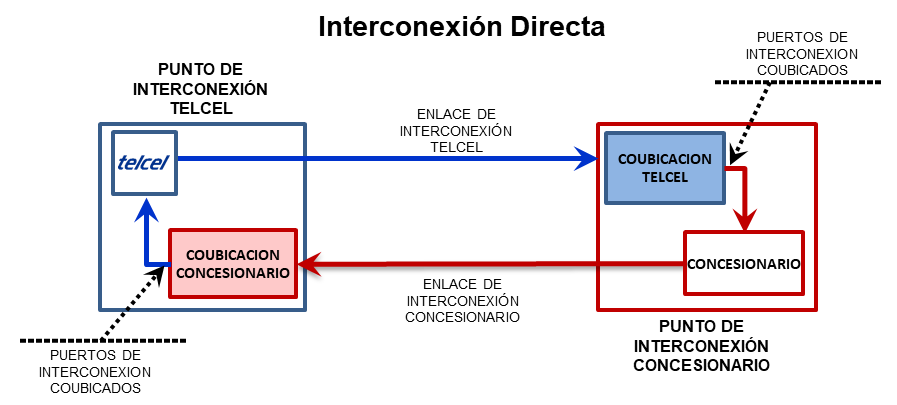 Interconexión Directa
PUERTOS DE
INTERCONEXION
COUBICADOS
PUNTO DE
INTERCONEXIÓN
TELCEL
ENLACE DE
INTERCONEXIÓN
TELCEL
telcel
COUBICACION
TELCEL
COUBICACION
CONCESIONARIO
CONCESIONARIO
ENLACE DE
INTERCONEXIÓN
CONCESIONARIO
PUNTO DE
INTERCONEXIÓN
CONCESIONARIO
PUERTOS DE
INTERCONEXION
COUBICADOS